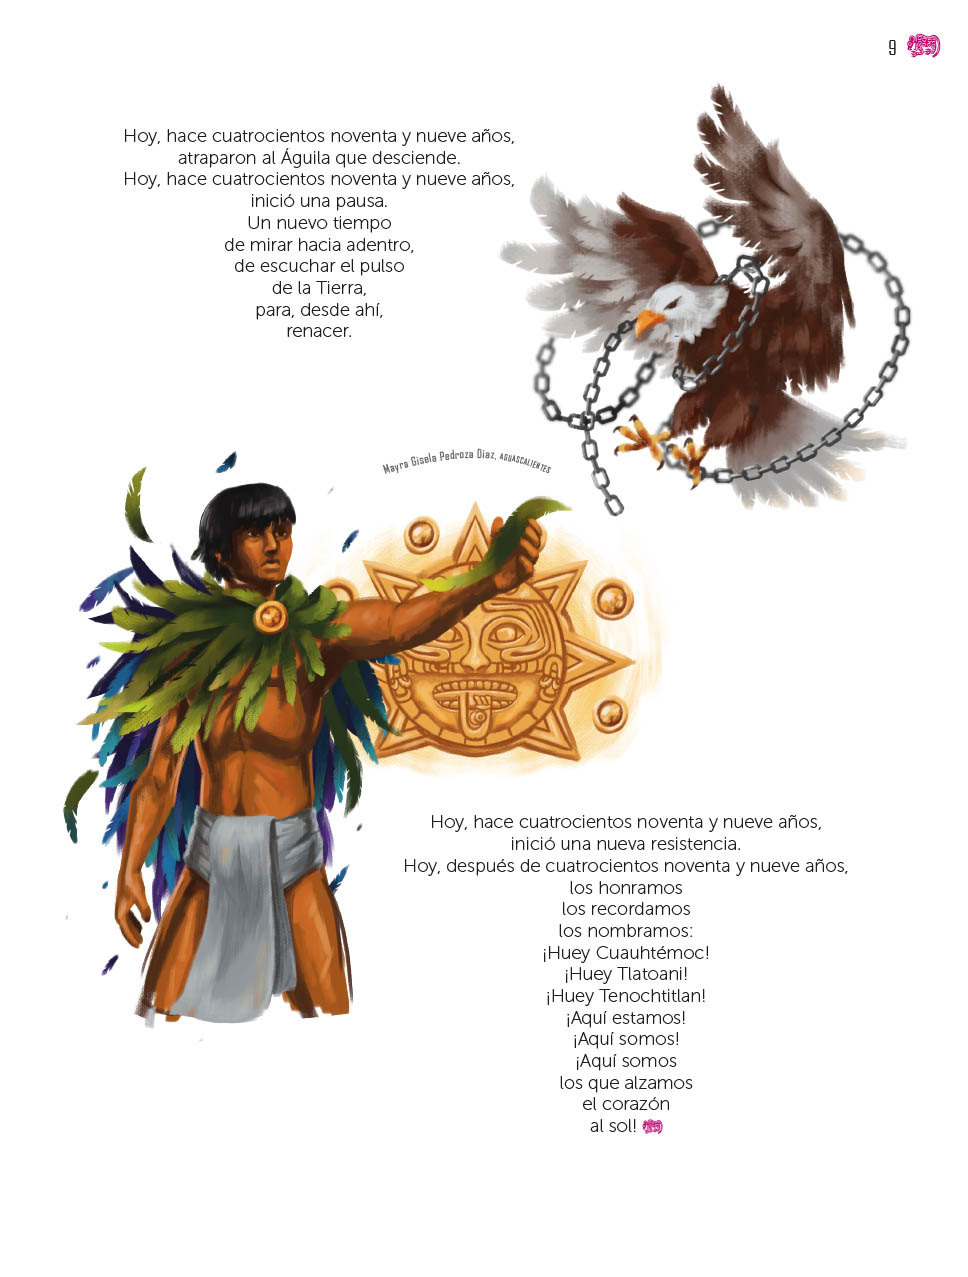 9
Hoy, hace cuatrocientos noventa y nueve años,
atraparon al Águila que desciende.
Hoy, hace cuatrocientos noventa y nueve años,
inició una pausa.
Un nuevo tiempo
de mirar hacia adentro,
de escuchar el pulso
de la Tierra,
para, desde ahí,
renacer.
Mayra Gisela Pedroza Díaz, AGUASCALIENTES
Hoy, hace cuatrocientos noventa y nueve años,
inició una nueva resistencia.
Hoy, después de cuatrocientos noventa y nueve años,
los honramos
los recordamos
los nombramos:
¡Huey Cuauhtémoc!
¡Huey Tlatoani!
¡Huey Tenochtitlan!
¡Aquí estamos!
¡Aquí somos!
¡Aquí somos
los que alzamos
el corazón
al sol!